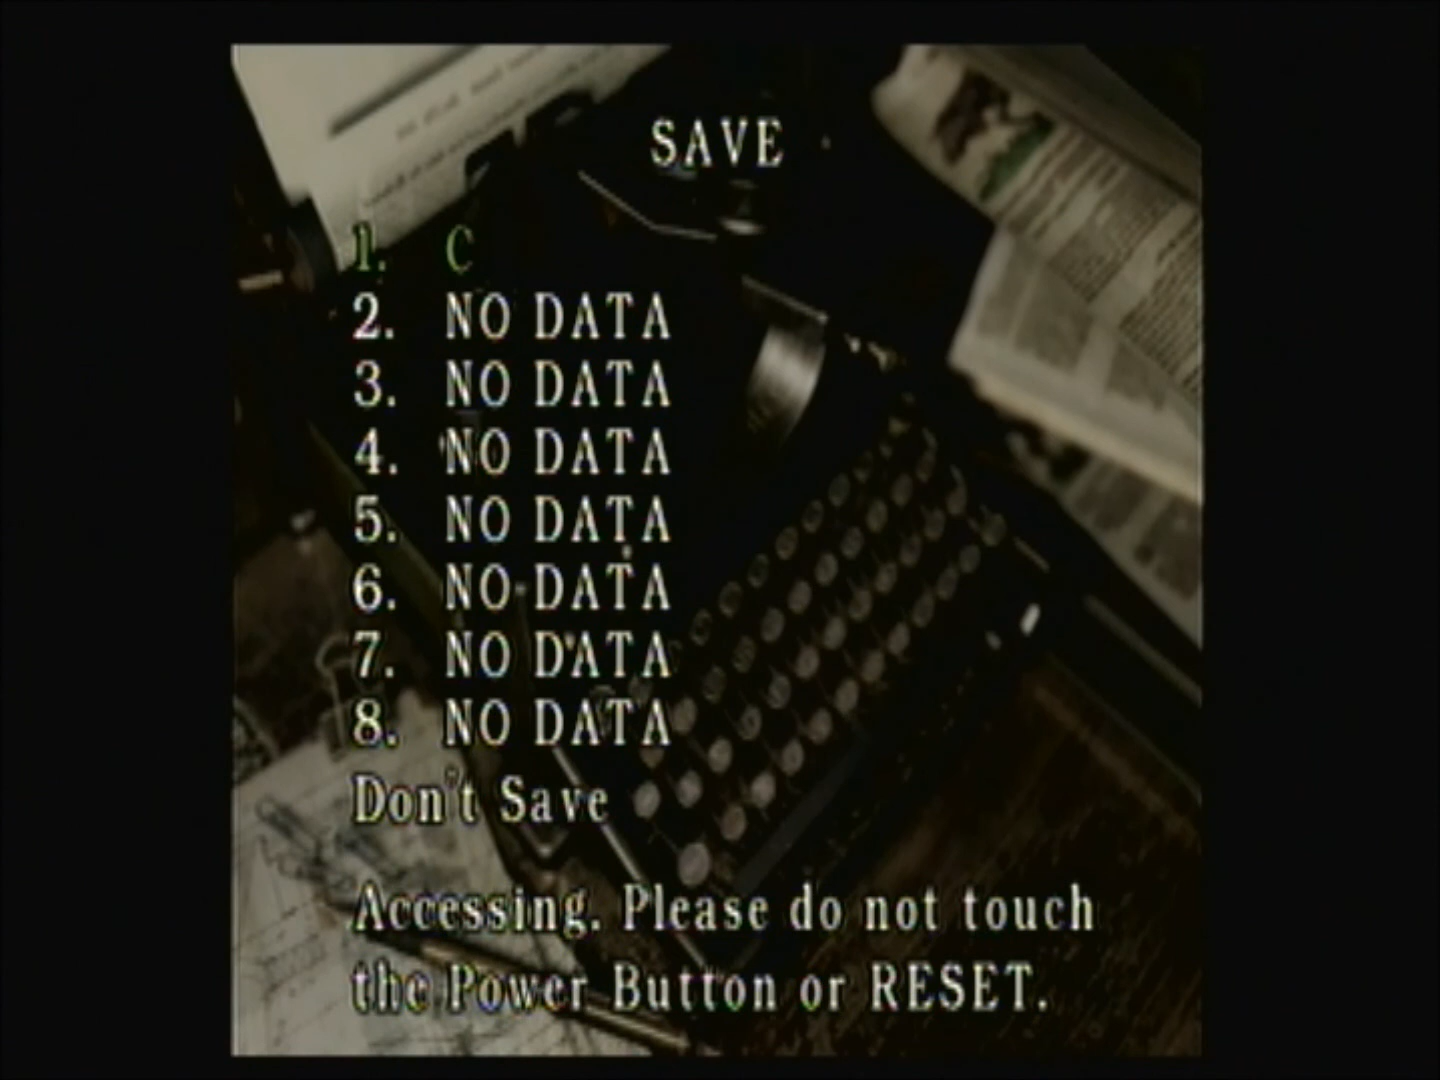 SAVE
1. C
2. NO DATA
3. NO DATA
4. NO DATA
5. NO DATA
6. NO DATA
7. NO DATA
8. NO DATA
Don't Save
Accessing. Please do not touch
the Power Button or RESET.